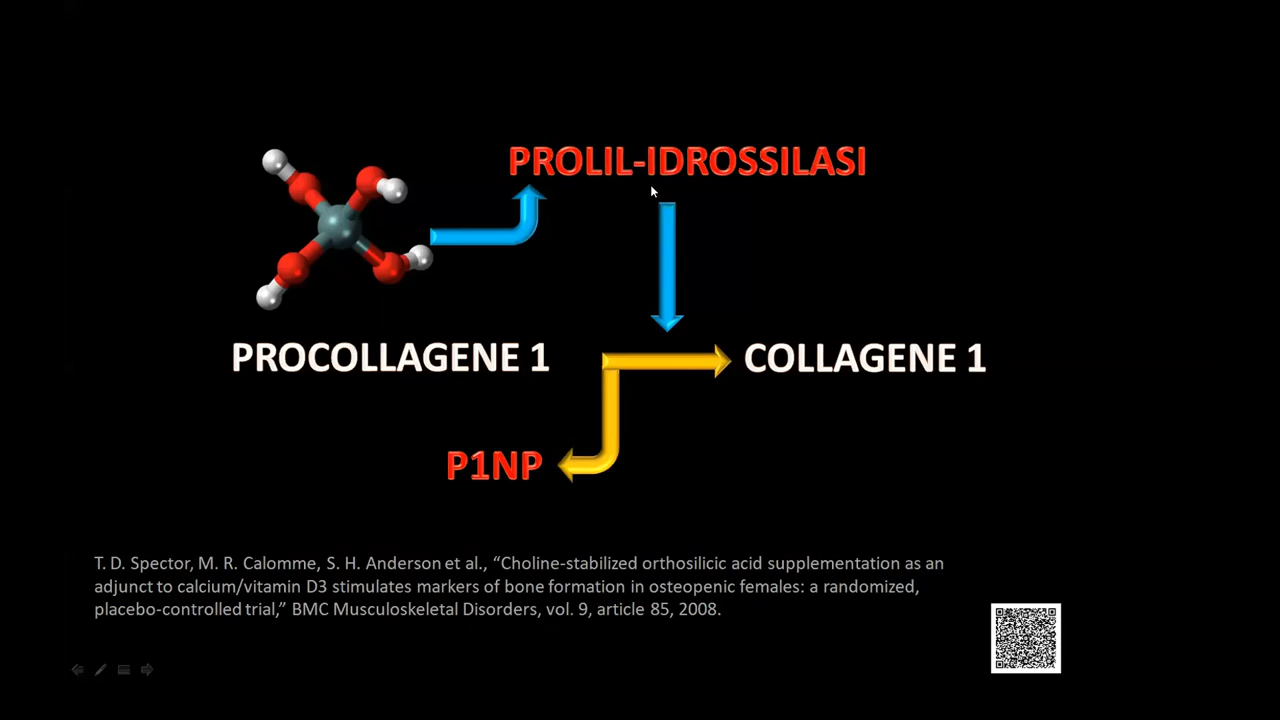 PROLIL-IDROSSILASI
PROCOLLAGENE 1
COLLAGENE 1
P1NP
T. D. Spector, M. R. Calomme, S. H. Anderson et al., “Choline-stabilized orthosilicic acid supplementation as an
adjunct to calcium/vitamin D3 stimulates markers of bone formation in osteopenic females: a randomized,
placebo-controlled trial,” BMC Musculoskeletal Disorders, vol. 9, article 85, 2008.